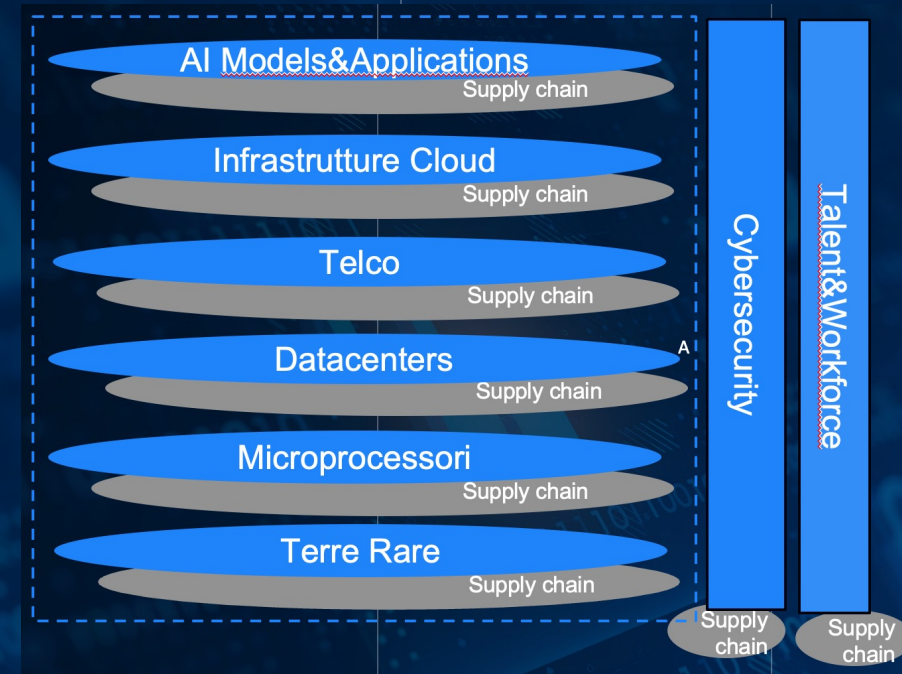 AI Models&Applications
Supply chain
Infrastrutture Cloud
Supply chain
Telco
Supply chain
Datacenters
A
Supply chain
Microprocessori
Supply chain
Terre Rare
Supply chain
Cybersecurity
Supply
chain
Talent&Workforce
Supply
chain